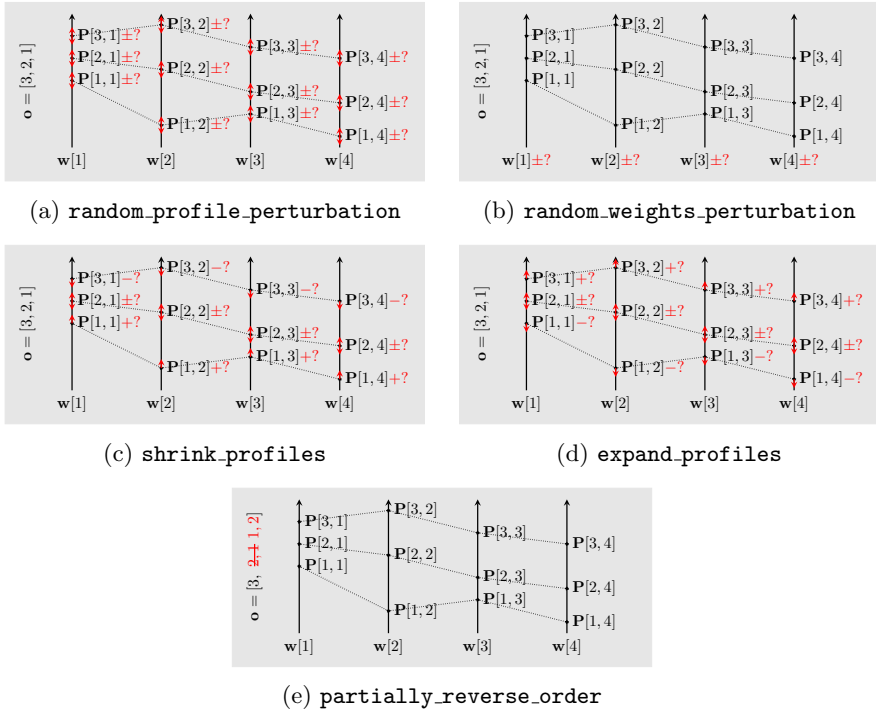 o = [3, 2, 1]
P[3, 1]±? P[3, 2]±? P[3, 3]±? P[3, 4]±?
P[2, 1]±? P[2, 2]±? P[2, 3]±? P[2, 4]±?
P[1, 1]±? P[1, 2]±? P[1, 3]±? P[1, 4]±?
w[1] w[2] w[3] w[4]
(a) random_profile_perturbation
o = [3, 2, 1]
P[3, 1] P[3, 2] P[3, 3] P[3, 4]
P[2, 1] P[2, 2] P[2, 3] P[2, 4]
P[1, 1] P[1, 2] P[1, 3] P[1, 4]
w[1]±? w[2]±? w[3]±? w[4]±?
(b) random_weights_perturbation
o = [3, 2, 1]
P[3, 1]−? P[3, 2]−? P[3, 3]−? P[3, 4]−?
P[2, 1]±? P[2, 2]±? P[2, 3]±? P[2, 4]±?
P[1, 1]+? P[1, 2]+? P[1, 3]+? P[1, 4]+?
w[1] w[2] w[3] w[4]
(c) shrink_profiles
o = [3, 2, 1]
P[3, 1]+? P[3, 2]+? P[3, 3]+? P[3, 4]+?
P[2, 1]±? P[2, 2]±? P[2, 3]±? P[2, 4]±?
P[1, 1]−? P[1, 2]−? P[1, 3]−? P[1, 4]−?
w[1] w[2] w[3] w[4]
(d) expand_profiles
o = [3, 2,1 1, 2]
P[3, 1] P[3, 2] P[3, 3] P[3, 4]
P[2, 1] P[2, 2] P[2, 3] P[2, 4]
P[1, 1] P[1, 2] P[1, 3] P[1, 4]
w[1] w[2] w[3] w[4]
(e) partially_reverse_order